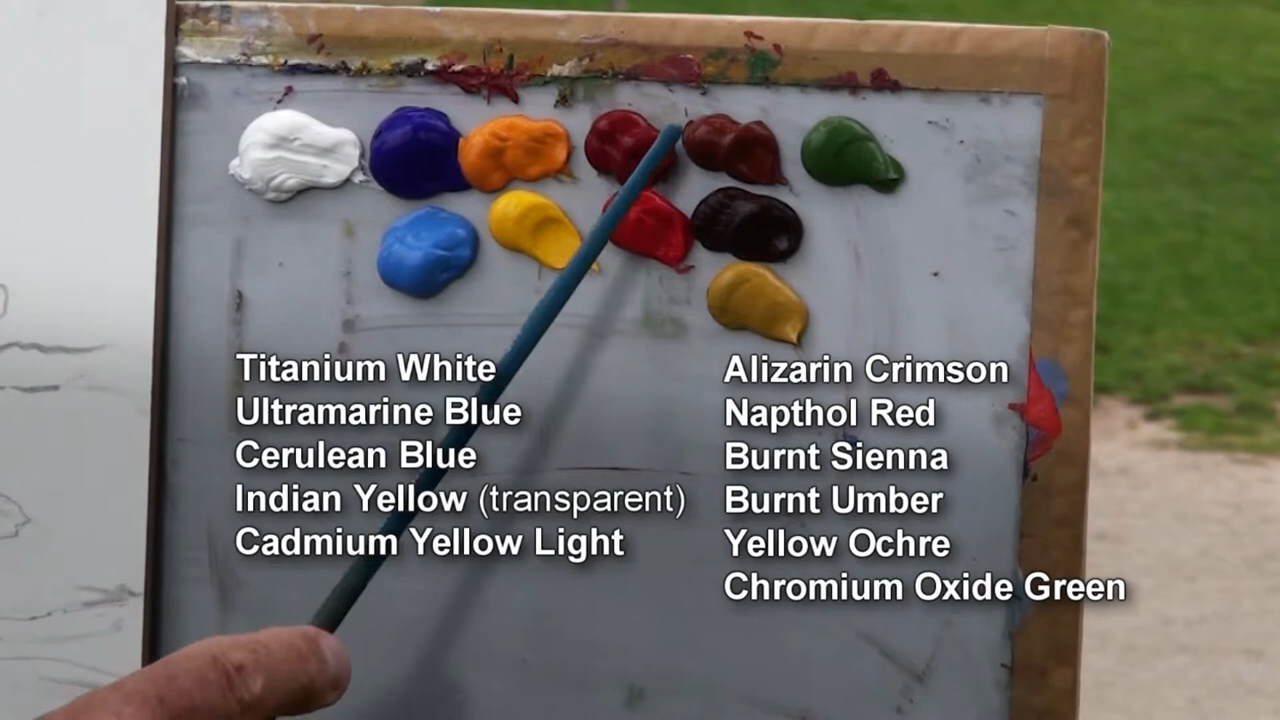 Titanium White
Ultramarine Blue
Cerulean Blue
Indian Yellow (transparent)
Cadmium Yellow Light
Alizarin Crimson
Napthol Red
Burnt Sienna
Burnt Umber
Yellow Ochre
Chromium Oxide Green